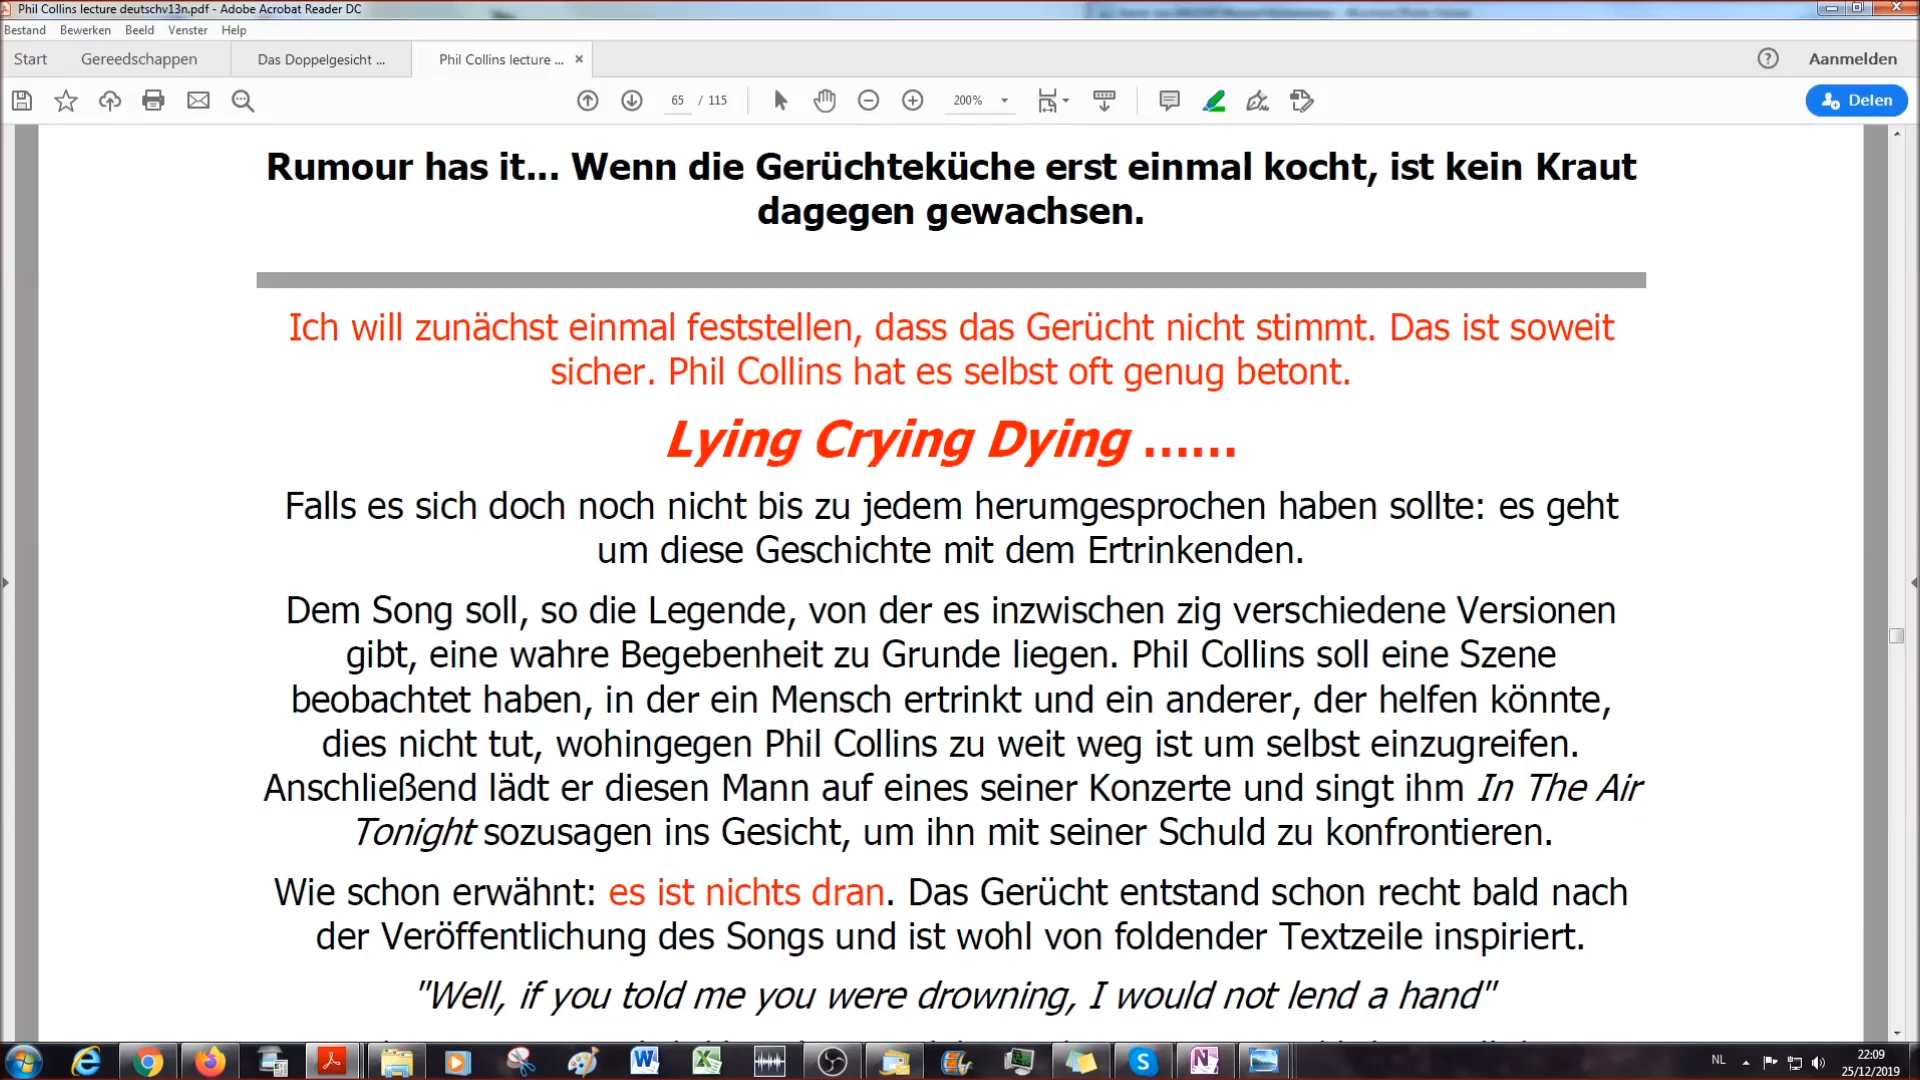 Phil Collins lecture deutschv13n.pdf - Adobe Acrobat Reader DC
Bestand Bewerken Beeld Venster Help
Start Gereedschappen Das Doppelgesicht ... Phil Collins lecture ... × Aanmelden
65 / 115 200% Delen
Rumour has it... Wenn die Gerüchteküche erst einmal kocht, ist kein Kraut
dagegen gewachsen.
Ich will zunächst einmal feststellen, dass das Gerücht nicht stimmt. Das ist soweit
sicher. Phil Collins hat es selbst oft genug betont.
Lying Crying Dying ......
Falls es sich doch noch nicht bis zu jedem herumgesprochen haben sollte: es geht
um diese Geschichte mit dem Ertrinkenden.
Dem Song soll, so die Legende, von der es inzwischen zig verschiedene Versionen
gibt, eine wahre Begebenheit zu Grunde liegen. Phil Collins soll eine Szene
beobachtet haben, in der ein Mensch ertrinkt und ein anderer, der helfen könnte,
dies nicht tut, wohingegen Phil Collins zu weit weg ist um selbst einzugreifen.
Anschließend lädt er diesen Mann auf eines seiner Konzerte und singt ihm In The Air
Tonight sozusagen ins Gesicht, um ihn mit seiner Schuld zu konfrontieren.
Wie schon erwähnt: es ist nichts dran. Das Gerücht entstand schon recht bald nach
der Veröffentlichung des Songs und ist wohl von foldender Textzeile inspiriert.
"Well, if you told me you were drowning, I would not lend a hand"
NL 22:09
25/12/2019